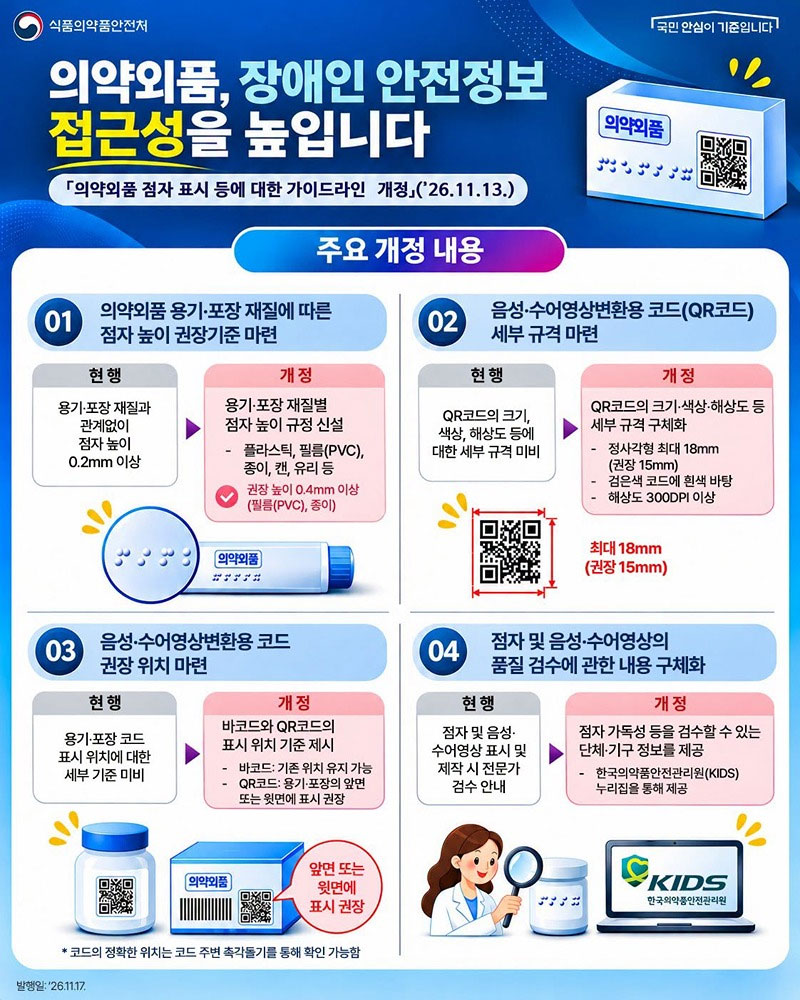 식품의약품안전처
국민 안심이 기준입니다
의약외품, 장애인 안전정보
접근성을 높입니다
「의약외품 점자 표시 등에 대한 가이드라인 개정」('26.11.13.)
의약외품
주요 개정 내용
01
의약외품 용기·포장 재질에 따른
점자 높이 권장기준 마련
현행
용기·포장 재질과
관계없이
점자 높이
0.2mm 이상
개정
용기·포장 재질별
점자 높이 규정 신설
- 플라스틱, 필름(PVC),
종이, 캔, 유리 등
권장 높이 0.4mm 이상
(필름(PVC), 종이)
의약외품
02
음성·수어영상변환용 코드(QR코드)
세부 규격 마련
현행
QR코드의 크기,
색상, 해상도 등에
대한 세부 규격 미비
개정
QR코드의 크기·색상·해상도 등
세부 규격 구체화
- 정사각형 최대 18mm
(권장 15mm)
- 검은색 코드에 흰색 바탕
- 해상도 300DPI 이상
최대 18mm
(권장 15mm)
03
음성·수어영상변환용 코드
권장 위치 마련
현행
용기·포장 코드
표시 위치에 대한
세부 기준 미비
개정
바코드와 QR코드의
표시 위치 기준 제시
- 바코드: 기존 위치 유지 가능
- QR코드: 용기·포장의 앞면
또는 윗면에 표시 권장
의약외품
앞면 또는
윗면에
표시 권장
* 코드의 정확한 위치는 코드 주변 촉각돌기를 통해 확인 가능함
04
점자 및 음성·수어영상의
품질 검수에 관한 내용 구체화
현행
점자 및 음성·
수어영상 표시 및
제작 시 전문가
검수 안내
개정
점자 가독성 등을 검수할 수 있는
단체·기구 정보를 제공
- 한국의약품안전관리원(KIDS)
누리집을 통해 제공
KIDS
한국의약품안전관리원
발행일: '26.11.17.